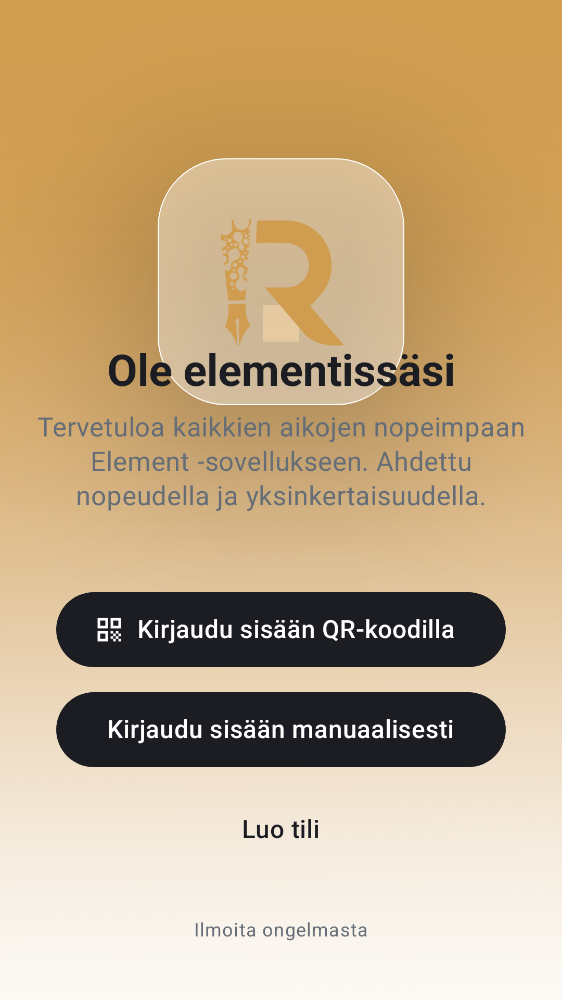 R
Ole elementissäsi
Tervetuloa kaikkien aikojen nopeimpaan
Element -sovellukseen. Ahdettu
nopeudella ja yksinkertaisuudella.
Kirjaudu sisään QR-koodilla
Kirjaudu sisään manuaalisesti
Luo tili
Ilmoita ongelmasta